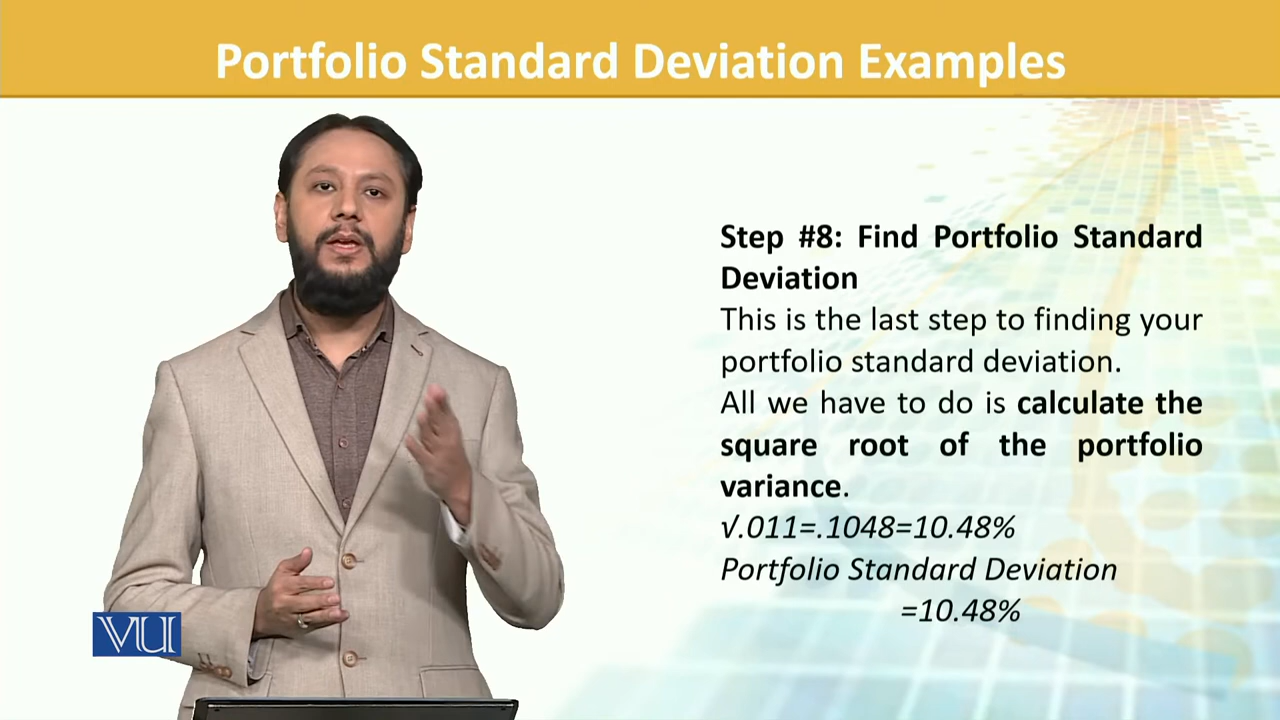 Portfolio Standard Deviation Examples
Step #8: Find Portfolio Standard
Deviation
This is the last step to finding your
portfolio standard deviation.
All we have to do is calculate the
square root of the portfolio
variance.
√.011=.1048=10.48%
Portfolio Standard Deviation
=10.48%
VU